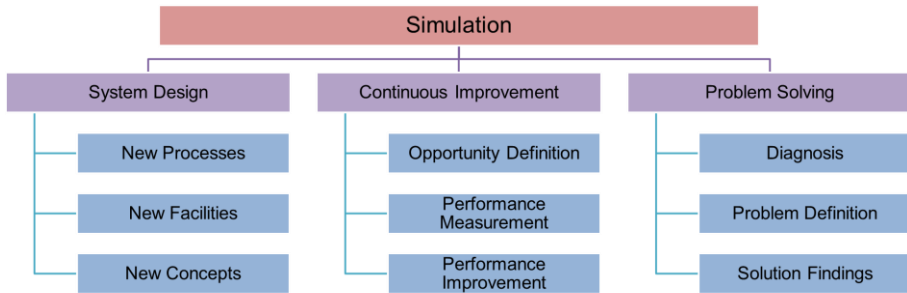 Simulation
System Design
Continuous Improvement
Problem Solving
New Processes
Opportunity Definition
Diagnosis
New Facilities
Performance
Measurement
Problem Definition
New Concepts
Performance
Improvement
Solution Findings